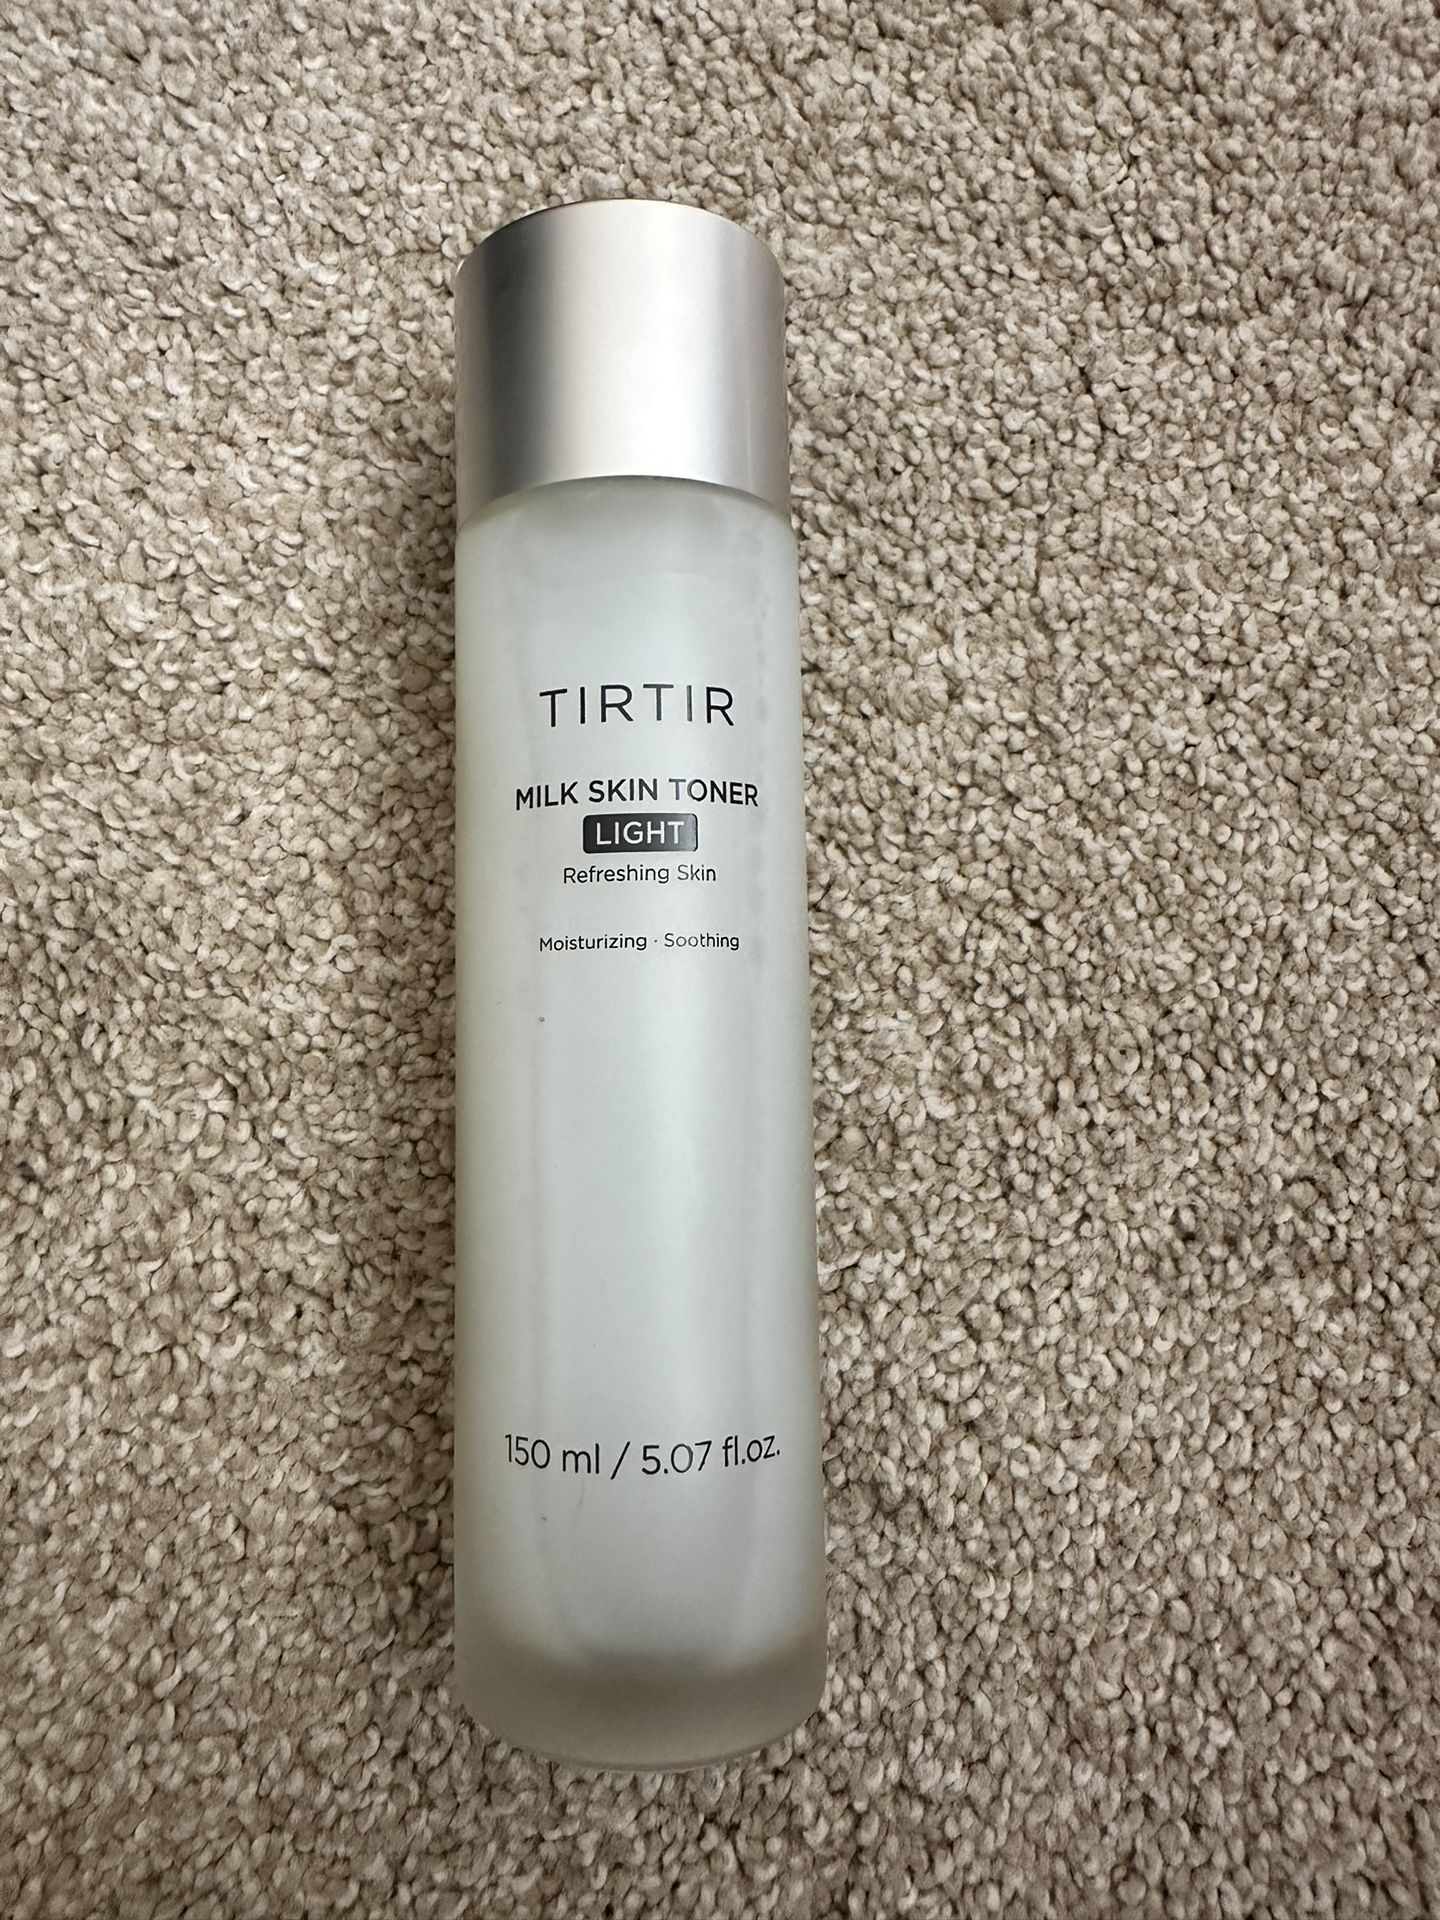 TIRTIR
MILK SKIN TONER
LIGHT
Refreshing Skin
Moisturizing · Soothing
150 ml / 5.07 fl.oz.